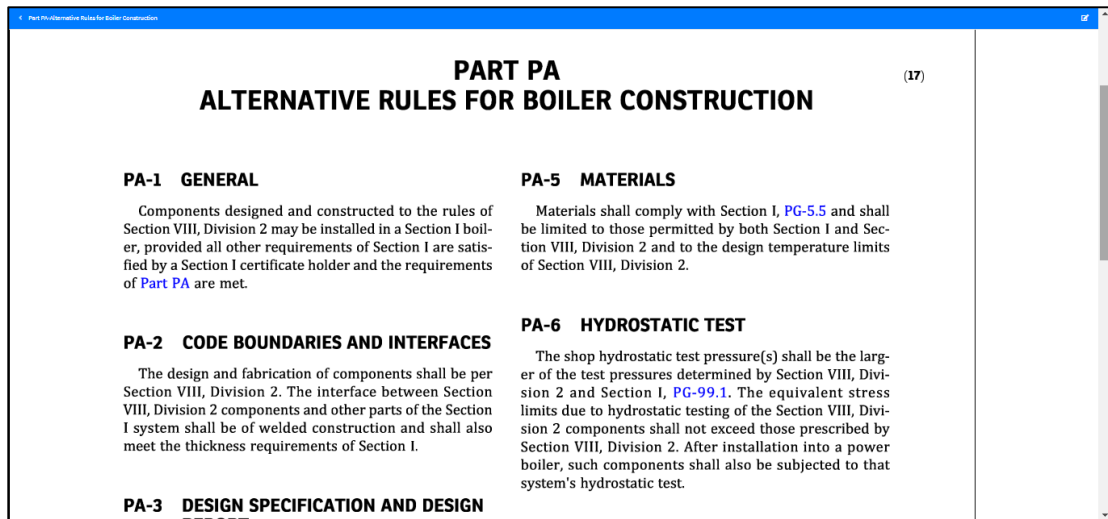 Part PA-Alternative Rules for Boiler Construction
PART PA
ALTERNATIVE RULES FOR BOILER CONSTRUCTION
(17)
PA-1 GENERAL
Components designed and constructed to the rules of
Section VIII, Division 2 may be installed in a Section I boil-
er, provided all other requirements of Section I are satis-
fied by a Section I certificate holder and the requirements
of Part PA are met.
PA-2 CODE BOUNDARIES AND INTERFACES
The design and fabrication of components shall be per
Section VIII, Division 2. The interface between Section
VIII, Division 2 components and other parts of the Section
I system shall be of welded construction and shall also
meet the thickness requirements of Section I.
PA-3 DESIGN SPECIFICATION AND DESIGN
PA-5 MATERIALS
Materials shall comply with Section I, PG-5.5 and shall
be limited to those permitted by both Section I and Sec-
tion VIII, Division 2 and to the design temperature limits
of Section VIII, Division 2.
PA-6 HYDROSTATIC TEST
The shop hydrostatic test pressure(s) shall be the larg-
er of the test pressures determined by Section VIII, Divi-
sion 2 and Section I, PG-99.1. The equivalent stress
limits due to hydrostatic testing of the Section VIII, Divi-
sion 2 components shall not exceed those prescribed by
Section VIII, Division 2. After installation into a power
boiler, such components shall also be subjected to that
system's hydrostatic test.